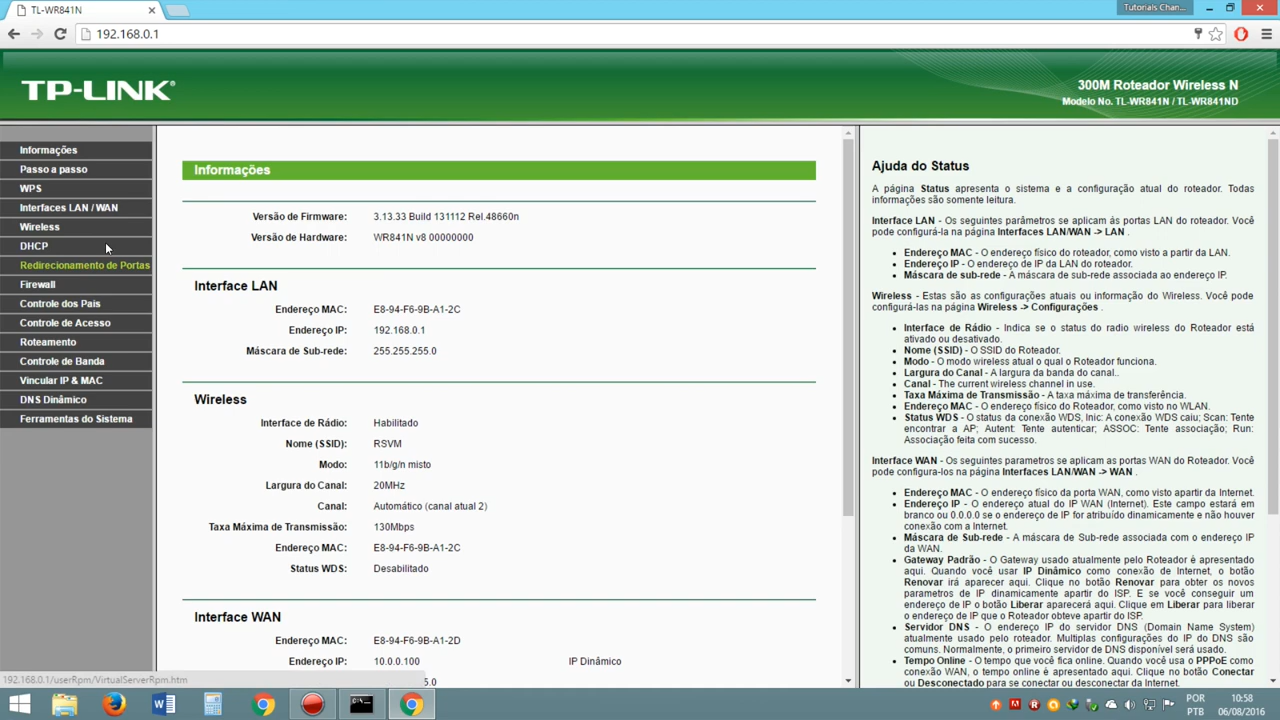 TL-WR841N
Tutorials Chan...
192.168.0.1
TP-LINK®
300M Roteador Wireless N
Modelo No. TL-WR841N / TL-WR841ND
Informações
Passo a passo
WPS
Interfaces LAN / WAN
Wireless
DHCP
Redirecionamento de Portas
Firewall
Controle dos Pais
Controle de Acesso
Roteamento
Controle de Banda
Vincular IP & MAC
DNS Dinâmico
Ferramentas do Sistema
Informações
Versão de Firmware: 3.13.33 Build 131112 Rel.48660n
Versão de Hardware: WR841N v8 00000000
Interface LAN
Endereço MAC: E8-94-F6-9B-A1-2C
Endereço IP: 192.168.0.1
Máscara de Sub-rede: 255.255.255.0
Wireless
Interface de Rádio: Habilitado
Nome (SSID): RSVM
Modo: 11b/g/n misto
Largura do Canal: 20MHz
Canal: Automático (canal atual 2)
Taxa Máxima de Transmissão: 130Mbps
Endereço MAC: E8-94-F6-9B-A1-2C
Status WDS: Desabilitado
Interface WAN
Endereço MAC: E8-94-F6-9B-A1-2D
Endereço IP: 10.0.0.100 IP Dinâmico
5.0
Ajuda do Status
A página Status apresenta o sistema e a configuração atual do roteador. Todas
informações são somente leitura.
Interface LAN - Os seguintes parâmetros se aplicam às portas LAN do roteador. Você
pode configurá-la na página Interfaces LAN/WAN -> LAN .
Endereço MAC - O endereço físico do roteador, como visto a partir da LAN.
Endereço IP - O endereço de IP da LAN do roteador.
Máscara de sub-rede - A máscara de sub-rede associada ao endereço IP.
Wireless - Estas são as configurações atuais ou informação do Wireless. Você pode
configurá-las na página Wireless -> Configurações .
Interface de Rádio - Indica se o status do radio wireless do Roteador está
ativado ou desativado.
Nome (SSID) - O SSID do Roteador.
Modo - O modo wireless atual o qual o Roteador funciona.
Largura do Canal - A largura da banda do canal..
Canal - The current wireless channel in use.
Taxa Máxima de Transmissão - A taxa máxima de transferência.
Endereço MAC - O endereço físico do Roteador, como visto no WLAN.
Status WDS - O status da conexão WDS, Inic: A conexão WDS caiu; Scan: Tente
encontrar a AP; Autent: Tente autenticar; ASSOC: Tente associação; Run:
Associação feita com sucesso.
Interface WAN - Os seguintes parametros se aplicam as portas WAN do Roteador. Você
pode configura-los na página Interfaces LAN/WAN -> WAN .
Endereço MAC - O endereço físico da porta WAN, como visto apartir da Internet.
Endereço IP - O endereço atual do IP WAN (Internet). Este campo estará em
branco ou 0.0.0.0 se o endereço de IP for atribuído dinamicamente e não houver
conexão com a Internet.
Máscara de Sub-rede - A máscara de Sub-rede associada com o endereço IP
da WAN.
Gateway Padrão - O Gateway usado atualmente pelo Roteador é apresentado
aqui. Quando você usar IP Dinâmico como conexão de Internet, o botão
Renovar irá aparecer aqui. Clique no botão Renovar para obter os novos
parametros de IP dinamicamente apartir do ISP. E se você conseguir um
endereço de IP o botão Liberar aparecerá aqui. Clique em Liberar para liberar
o endereço de IP que o Roteador obteve apartir do ISP.
Servidor DNS - O endereço IP do servidor DNS (Domain Name System)
atualmente usado pelo roteador. Multiplas configurações do IP do DNS são
comuns. Normalmente, o primeiro servidor de DNS disponível será usado.
Tempo Online - O tempo que você fica online. Quando você usa o PPPoE como
conexão WAN de Internet, o tempo online é apresentado aqui. Clique no botão Conectar
ou Desconectado para se conectar ou desconectar da Internet.
192.168.0.1/userRpm/VirtualServerRpm.htm
POR
PTB
10:58
06/08/2016